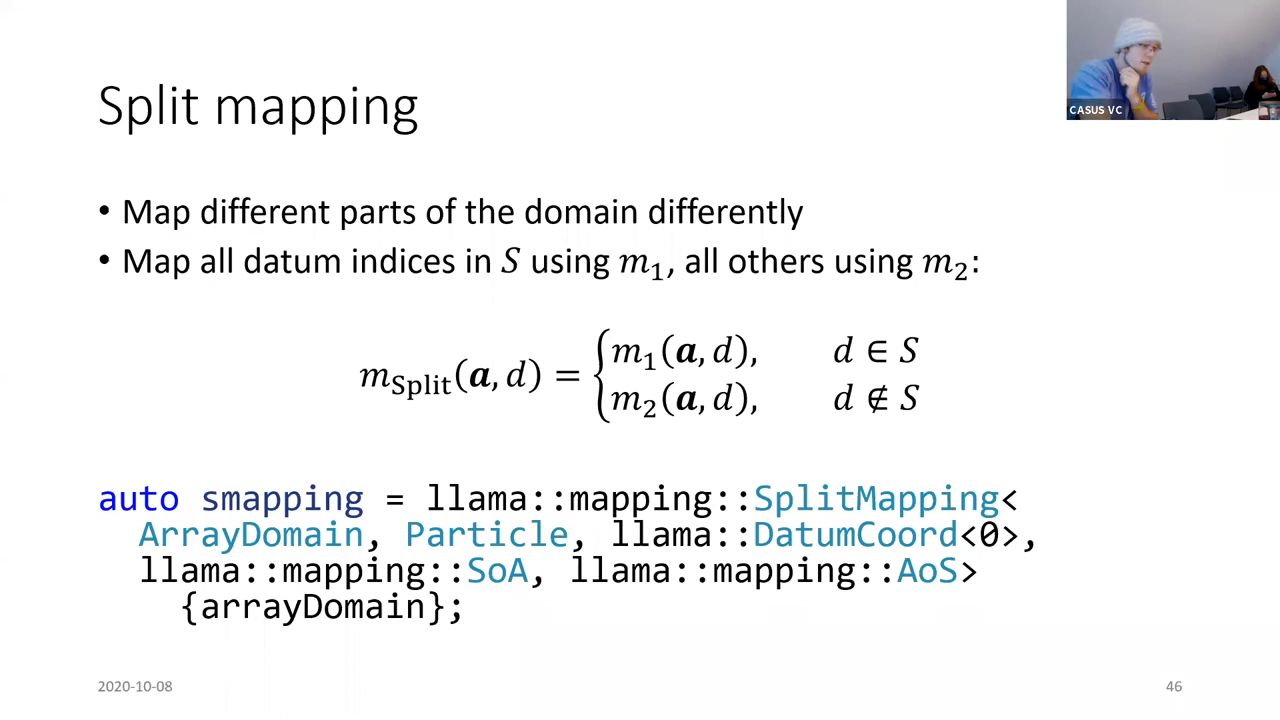 CASUS VC
Split mapping
• Map different parts of the domain differently
• Map all datum indices in S using m₁, all others using m₂:
m_Split(a, d) = { m₁(a, d), d ∈ S
m₂(a, d), d ∉ S
auto smapping = llama::mapping::SplitMapping<
ArrayDomain, Particle, llama::DatumCoord<0>,
llama::mapping::SoA, llama::mapping::AoS>
{arrayDomain};
2020-10-08
46